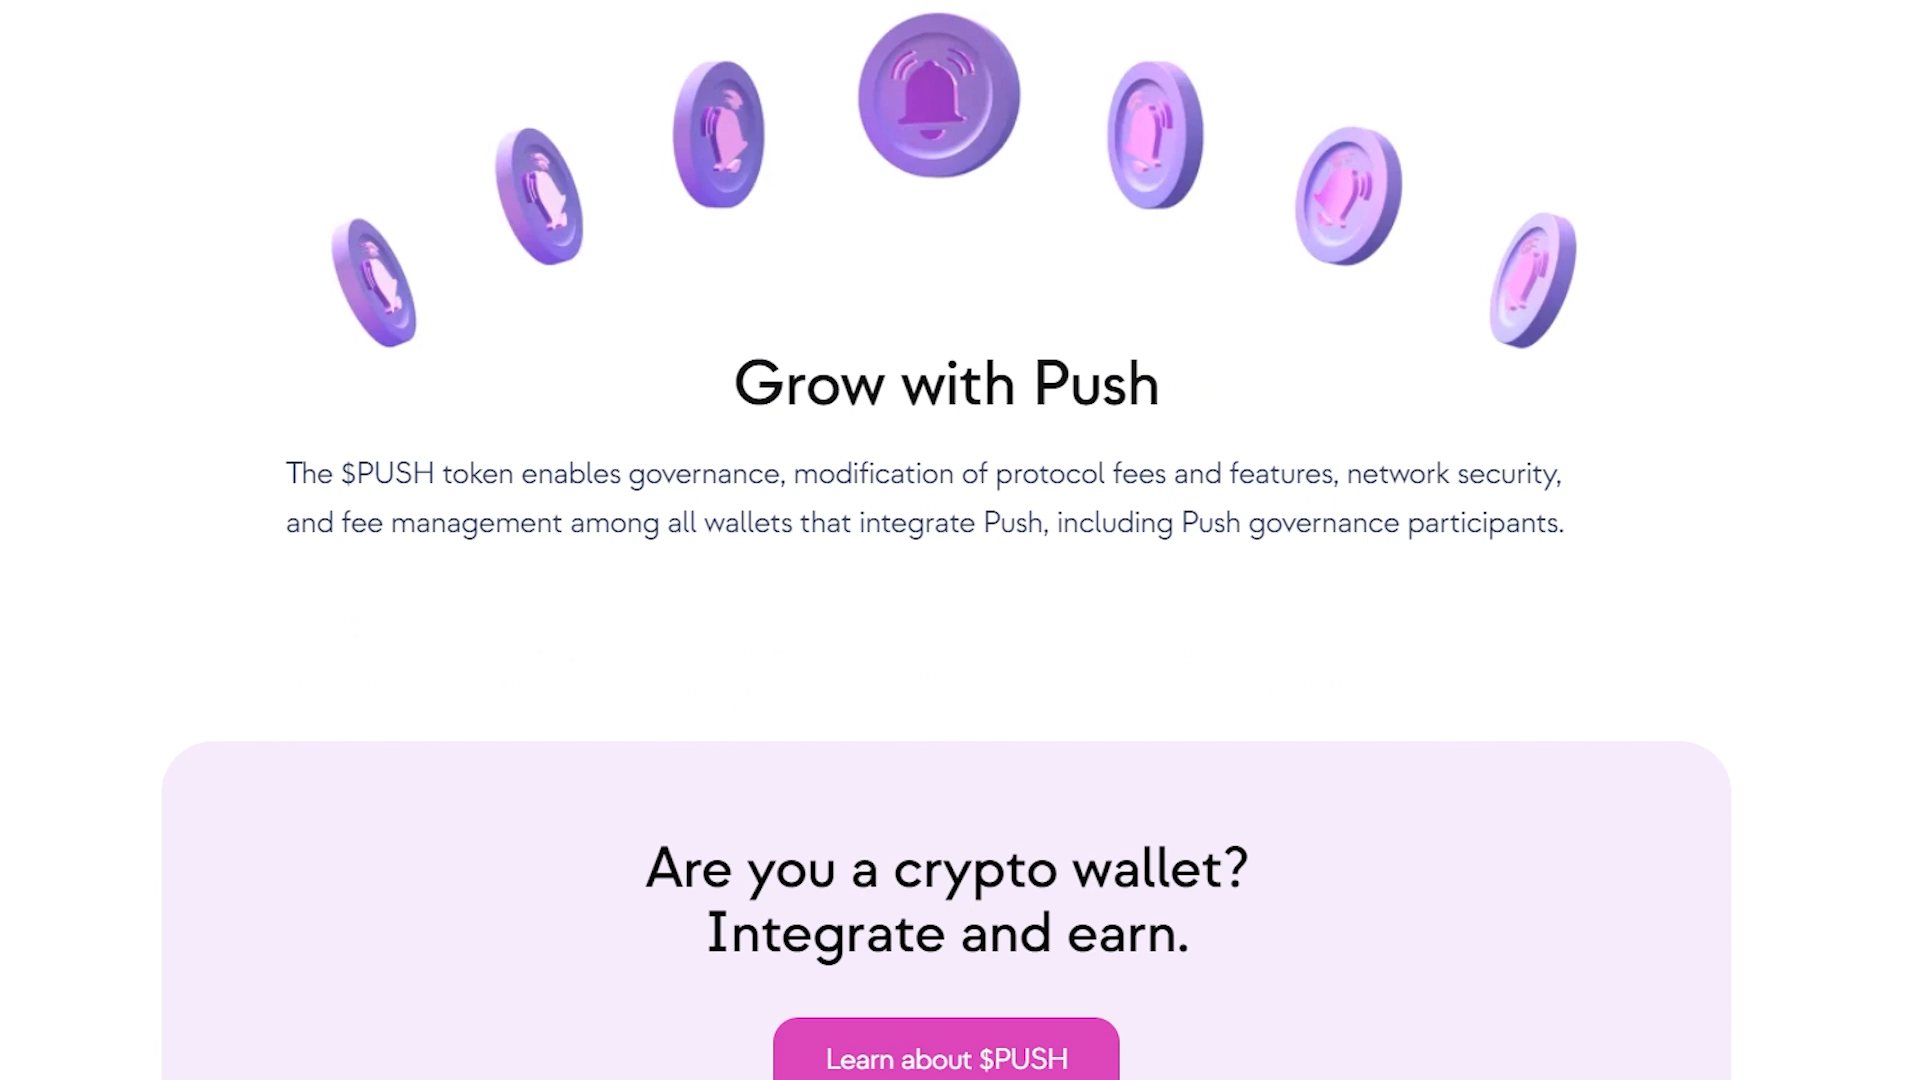 Grow with Push
The $PUSH token enables governance, modification of protocol fees and features, network security,
and fee management among all wallets that integrate Push, including Push governance participants.
Are you a crypto wallet?
Integrate and earn.
Learn about $PUSH